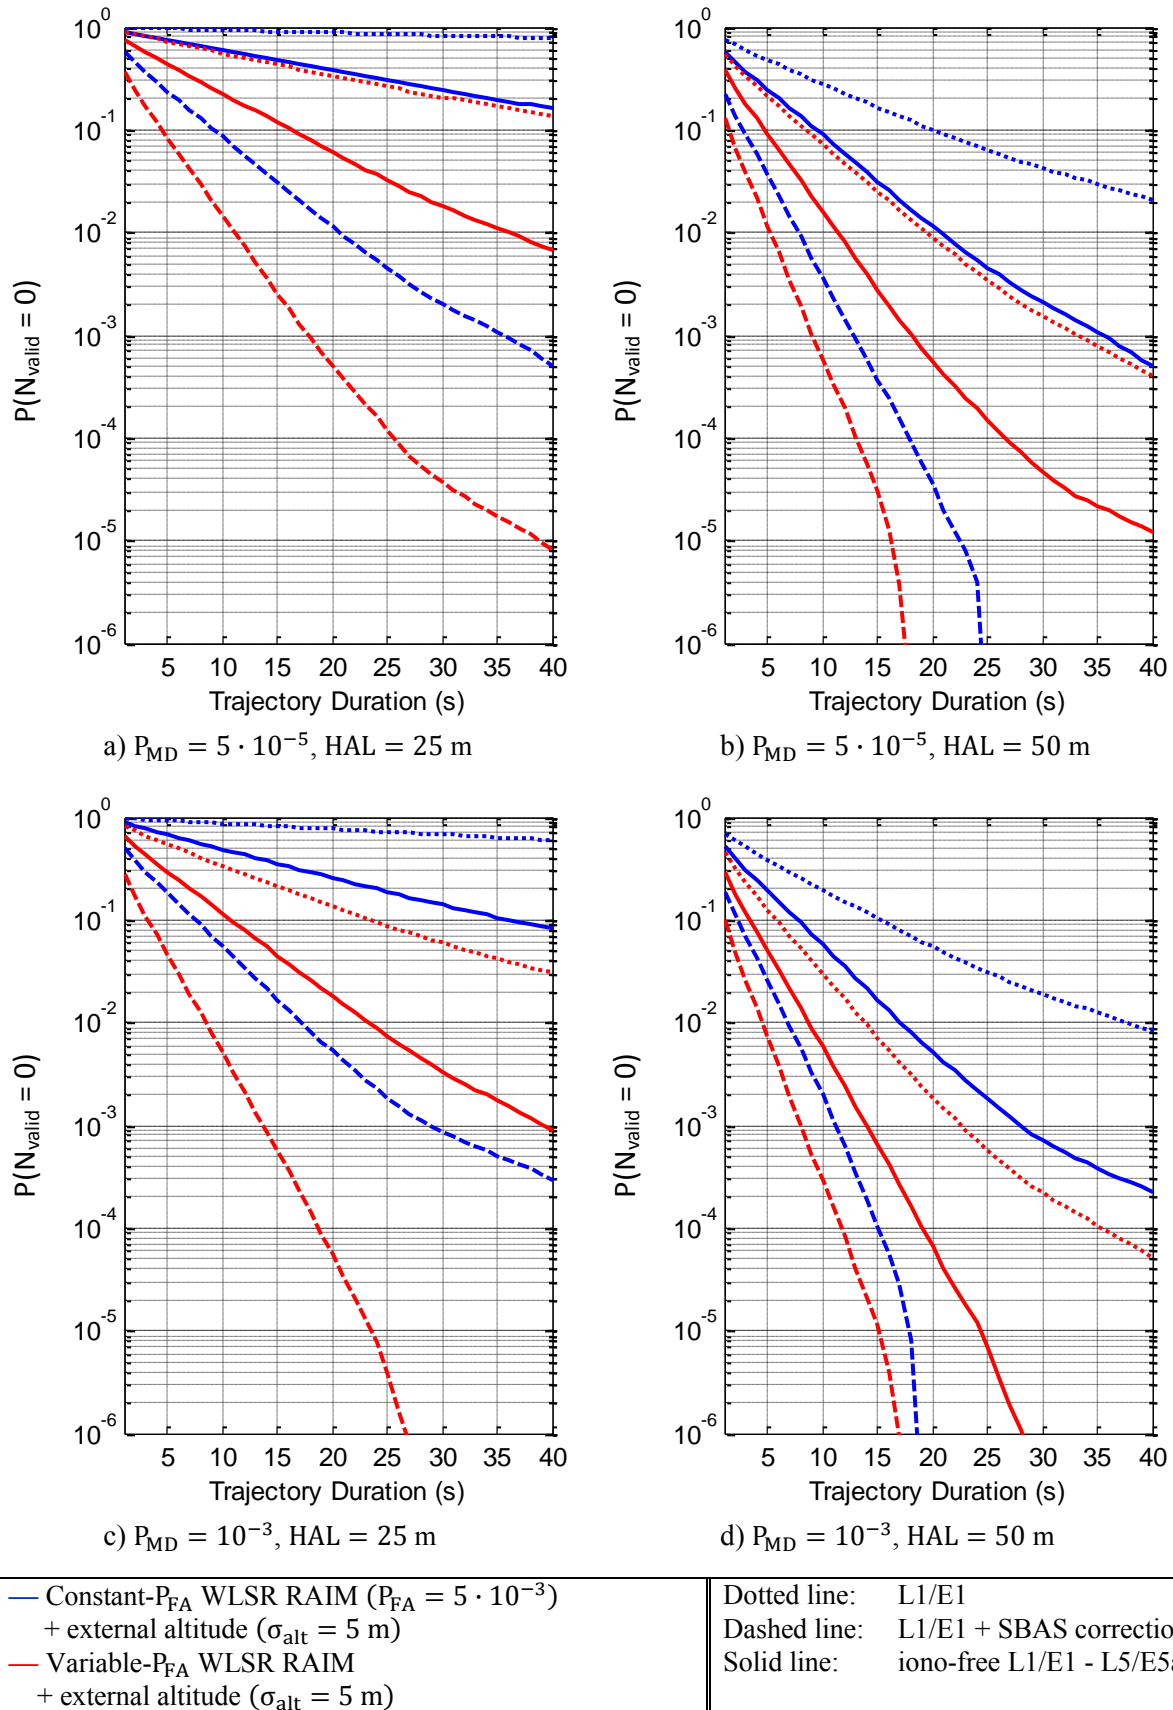 10^0
10^-1
10^-2
10^-3
10^-4
10^-5
10^-6
P(N_valid = 0)
5 10 15 20 25 30 35 40
Trajectory Duration (s)
a) P_MD = 5 · 10^−5, HAL = 25 m
10^0
10^-1
10^-2
10^-3
10^-4
10^-5
10^-6
P(N_valid = 0)
5 10 15 20 25 30 35 40
Trajectory Duration (s)
b) P_MD = 5 · 10^−5, HAL = 50 m
10^0
10^-1
10^-2
10^-3
10^-4
10^-5
10^-6
P(N_valid = 0)
5 10 15 20 25 30 35 40
Trajectory Duration (s)
c) P_MD = 10^−3, HAL = 25 m
10^0
10^-1
10^-2
10^-3
10^-4
10^-5
10^-6
P(N_valid = 0)
5 10 15 20 25 30 35 40
Trajectory Duration (s)
d) P_MD = 10^−3, HAL = 50 m
— Constant-P_FA WLSR RAIM (P_FA = 5 · 10^−3)
+ external altitude (σ_alt = 5 m)
— Variable-P_FA WLSR RAIM
+ external altitude (σ_alt = 5 m)
Dotted line: L1/E1
Dashed line: L1/E1 + SBAS correctio
Solid line: iono-free L1/E1 - L5/E5a